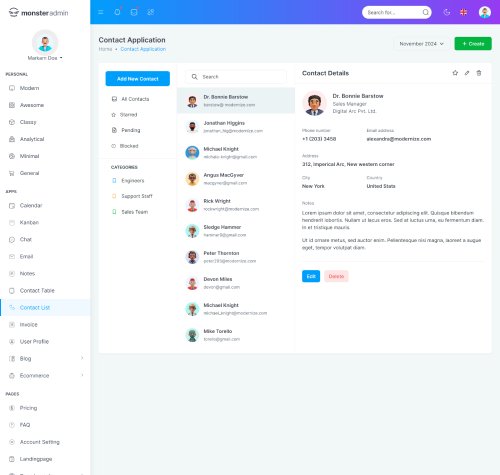 monsteradmin
Search for...
Markarn Doe
PERSONAL
Modern
Awesome
Classy
Analytical
Minimal
General
APPS
Calendar
Kanban
Chat
Email
Notes
Contact Table
Contact List
Invoice
User Profile
Blog
Ecommerce
PAGES
Pricing
FAQ
Account Setting
Landingpage
Contact Application
Home • Contact Application
November 2024
+ Create
Add New Contact
All Contacts
Starred
Pending
Blocked
CATEGORIES
Engineers
Support Staff
Sales Team
Search
Dr. Bonnie Barstow
barstow@modernize.com
Jonathan Higgins
jonathan_hig@modernize.com
Michael Knight
michale-knight@gmail.com
Angus MacGyver
macgyver@gmail.com
Rick Wright
rockwright@modernize.com
Sledge Hammer
hammer9@gmail.com
Peter Thornton
peter293@modernize.com
Devon Miles
devon@gmail.com
Michael Knight
michael_knight@modernize.com
Mike Torello
torello@gmail.com
Contact Details
Dr. Bonnie Barstow
Sales Manager
Digital Arc Pvt. Ltd.
Phone number
+1 (203) 3458
Email address
alexandra@modernize.com
Address
312, Imperical Arc, New western corner
City
New York
Country
United Stats
Notes
Lorem ipsum dolor sit amet, consectetur adipiscing elit. Quisque bibendum
hendrerit lobortis. Nullam ut lacus eros. Sed at luctus urna, eu fermentum diam.
In et tristique mauris.
Ut id ornare metus, sed auctor enim. Pellentesque nisi magna, laoreet a augue
eget, tempor volutpat diam.
Edit
Delete